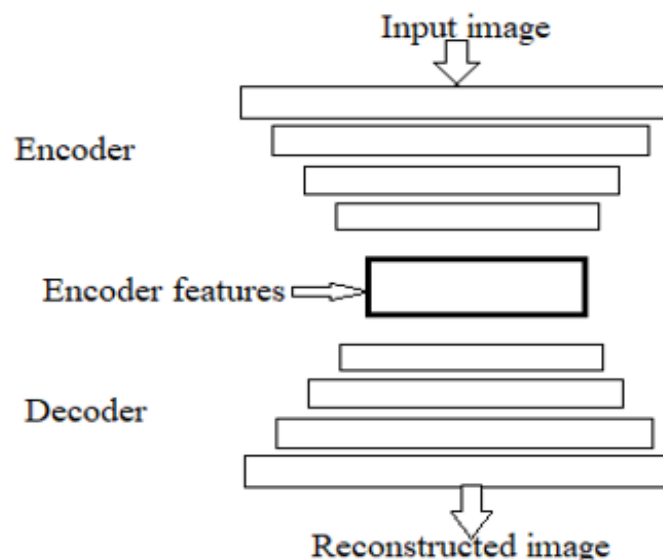 Input image
Encoder
Encoder features
Decoder
Reconstructed image